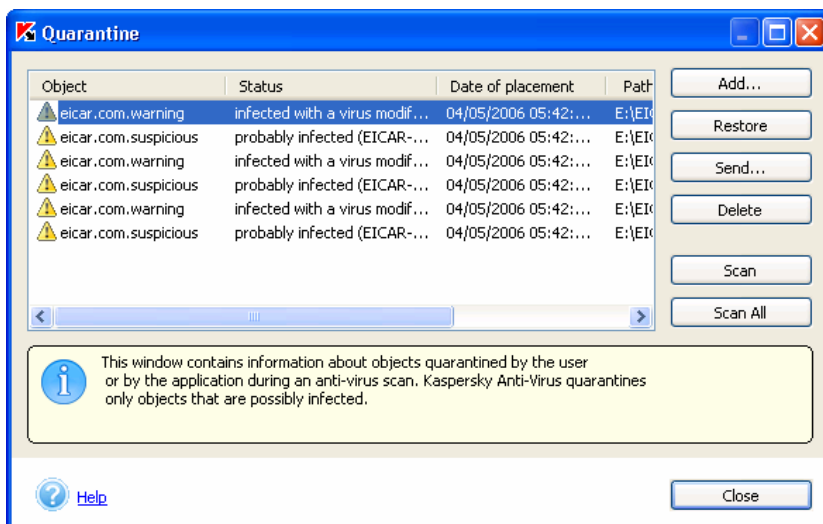 Quarantine
Object Status Date of placement Path
eicar.com.warning infected with a virus modif... 04/05/2006 05:42:... E:\EI
eicar.com.suspicious probably infected (EICAR-... 04/05/2006 05:42:... E:\EI
eicar.com.warning infected with a virus modif... 04/05/2006 05:42:... E:\EI
eicar.com.suspicious probably infected (EICAR-... 04/05/2006 05:42:... E:\EI
eicar.com.warning infected with a virus modif... 04/05/2006 05:42:... E:\EI
eicar.com.suspicious probably infected (EICAR-... 04/05/2006 05:42:... E:\EI
Add...
Restore
Send...
Delete
Scan
Scan All
This window contains information about objects quarantined by the user
or by the application during an anti-virus scan. Kaspersky Anti-Virus quarantines
only objects that are possibly infected.
Help
Close